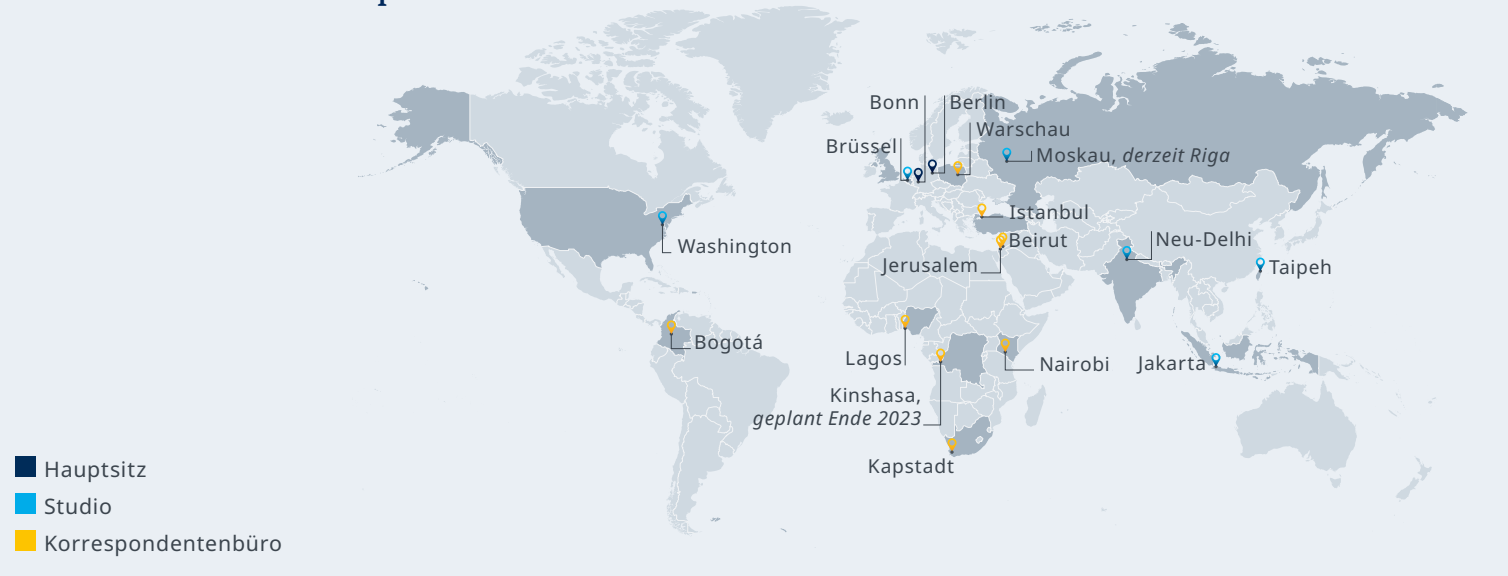 Bonn
Berlin
Warschau
Brüssel
Moskau, derzeit Riga
Istanbul
Washington
Beirut
Neu-Delhi
Jerusalem
Taipeh
Bogotá
Lagos
Nairobi
Jakarta
Kinshasa,
geplant Ende 2023
Kapstadt
Hauptsitz
Studio
Korrespondentenbüro